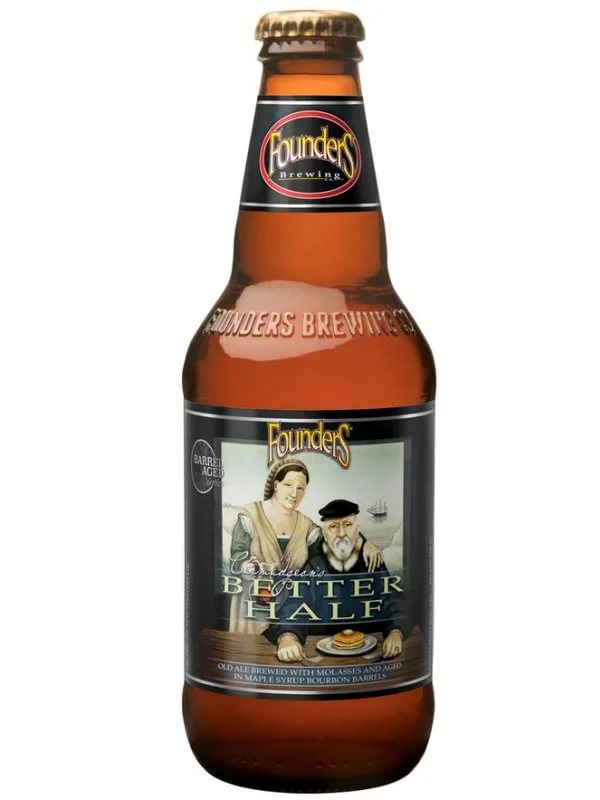 Founders
Brewing Co.
FOUNDERS BREWING CO
Founders
BARREL
AGED
Series
Curmudgeon's
BETTER
HALF
OLD ALE BREWED WITH MOLASSES AND AGED
IN MAPLE SYRUP BOURBON BARRELS